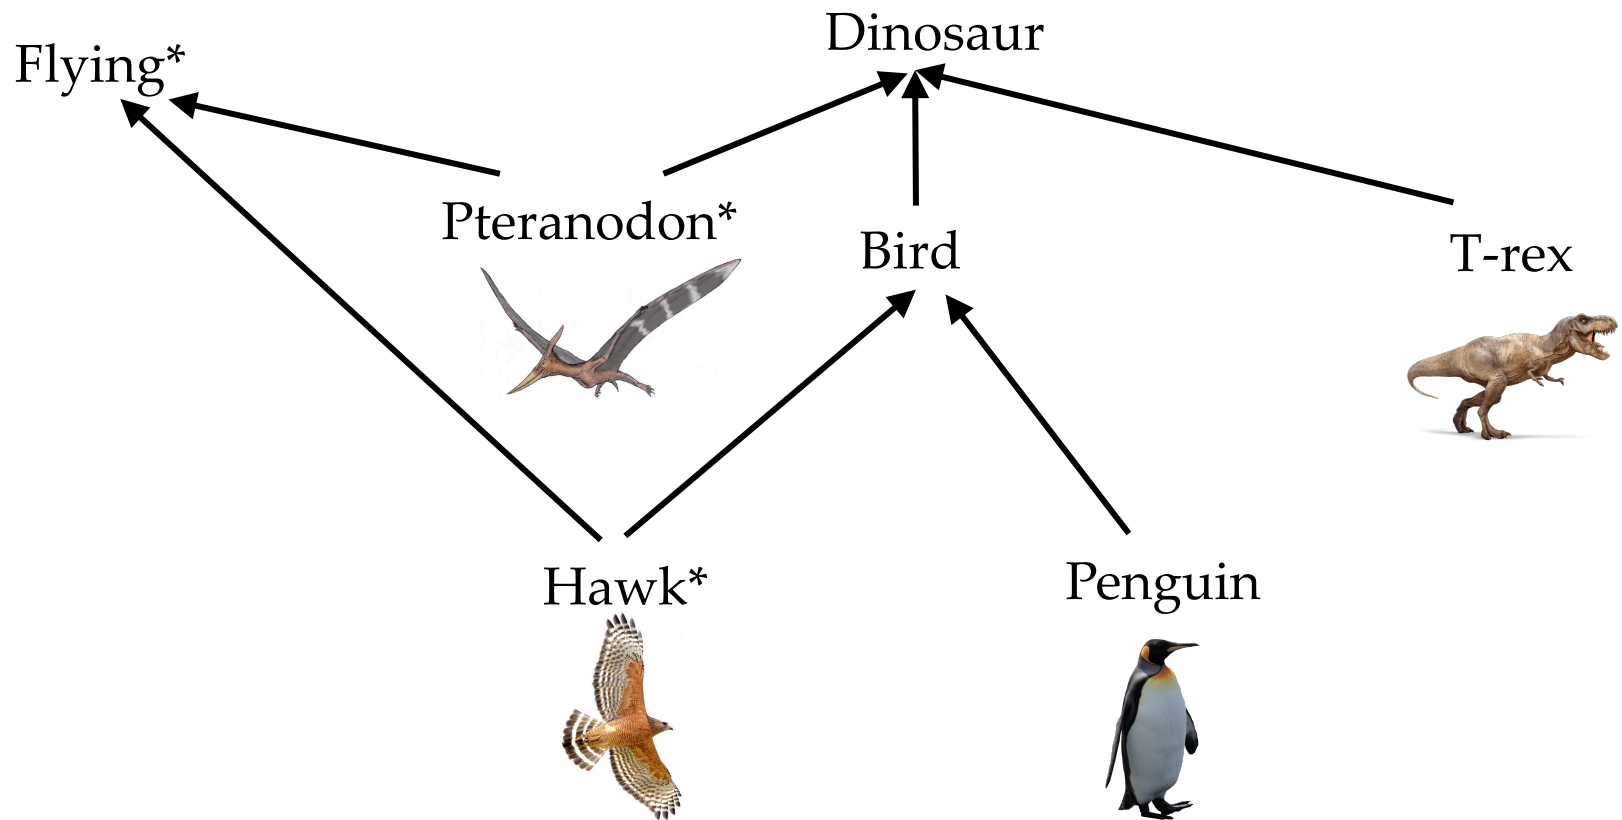 Dinosaur
Flying*
Pteranodon*
Bird
T-rex
Hawk*
Penguin